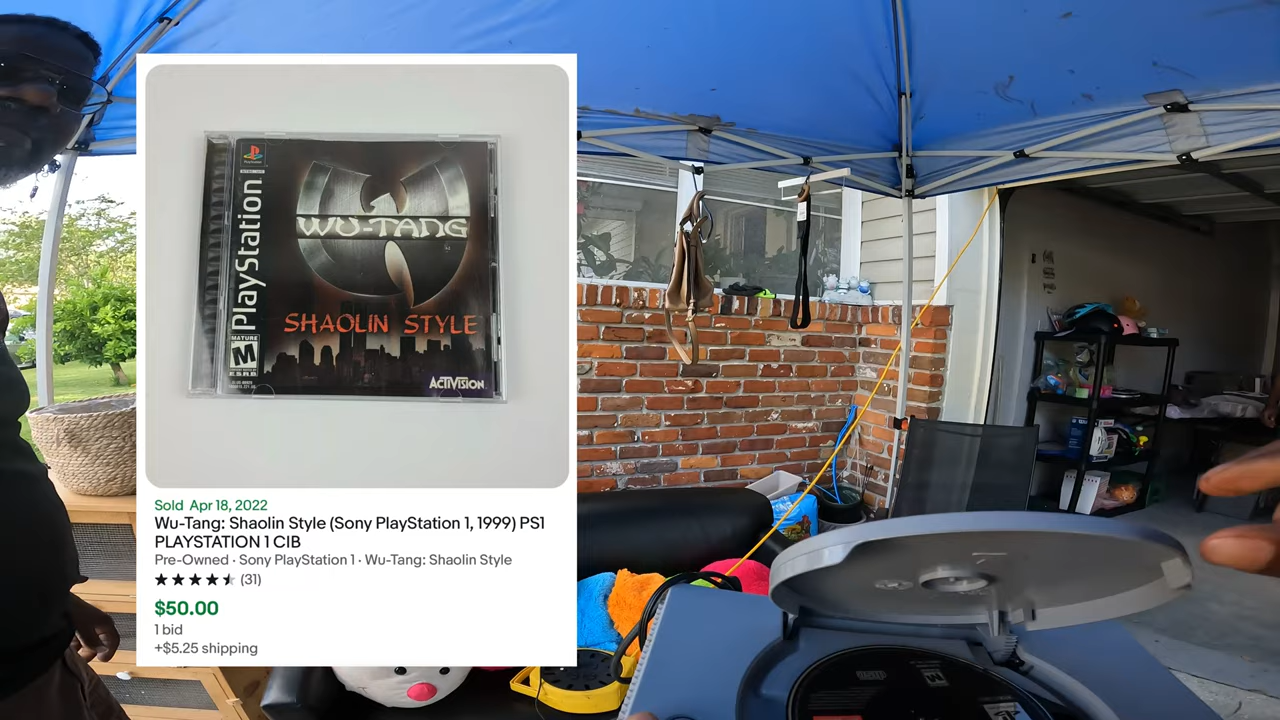 PlayStation
WU-TANG
SHAOLIN STYLE
MATURE
M
ESRB
ACTIVISION
Sold Apr 18, 2022
Wu-Tang: Shaolin Style (Sony PlayStation 1, 1999) PS1
PLAYSTATION 1 CIB
Pre-Owned · Sony PlayStation 1 · Wu-Tang: Shaolin Style
(31)
$50.00
1 bid
+$5.25 shipping